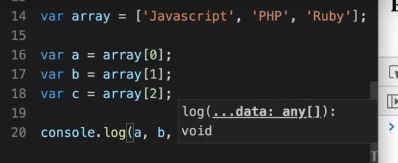 14 var array = ['Javascript', 'PHP', 'Ruby'];
15
16 var a = array[0];
17 var b = array[1];
18 var c = array[2];
19
log(...data: any[]):
void
20 console.log(a, b,